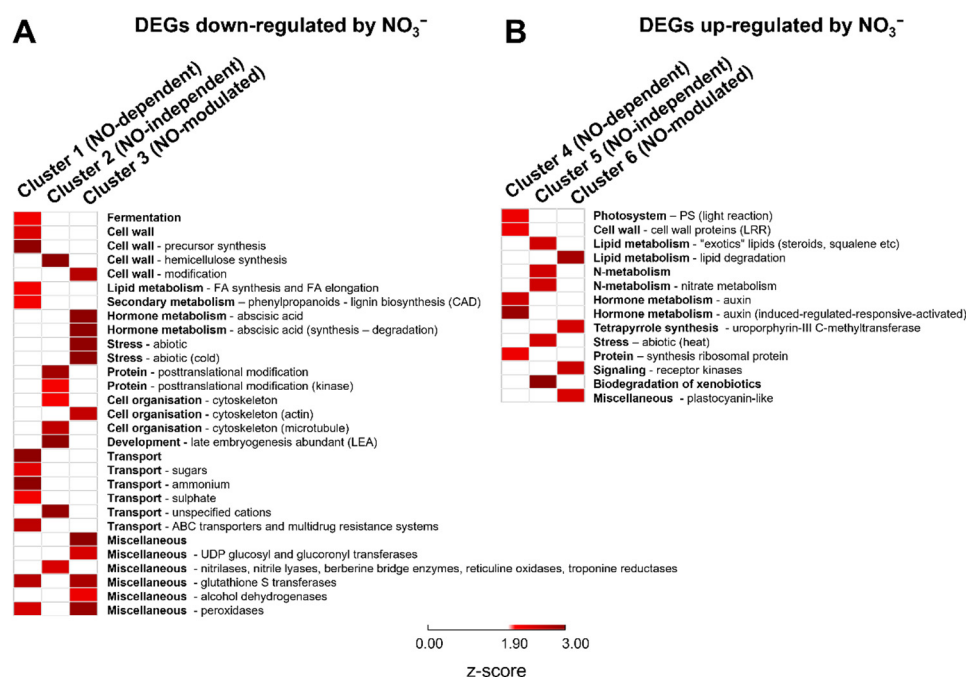 A DEGs down-regulated by NO₃⁻
Cluster 1 (NO-dependent)
Cluster 2 (NO-independent)
Cluster 3 (NO-modulated)
Fermentation
Cell wall
Cell wall - precursor synthesis
Cell wall - hemicellulose synthesis
Cell wall - modification
Lipid metabolism - FA synthesis and FA elongation
Secondary metabolism – phenylpropanoids - lignin biosynthesis (CAD)
Hormone metabolism - abscisic acid
Hormone metabolism - abscisic acid (synthesis – degradation)
Stress - abiotic
Stress - abiotic (cold)
Protein - posttranslational modification
Protein - posttranslational modification (kinase)
Cell organisation - cytoskeleton
Cell organisation - cytoskeleton (actin)
Cell organisation - cytoskeleton (microtubule)
Development - late embryogenesis abundant (LEA)
Transport
Transport - sugars
Transport - ammonium
Transport - sulphate
Transport - unspecified cations
Transport - ABC transporters and multidrug resistance systems
Miscellaneous
Miscellaneous - UDP glucosyl and glucoronyl transferases
Miscellaneous - nitrilases, nitrile lyases, berberine bridge enzymes, reticuline oxidases, troponine reductases
Miscellaneous - glutathione S transferases
Miscellaneous - alcohol dehydrogenases
Miscellaneous - peroxidases
B DEGs up-regulated by NO₃⁻
Cluster 4 (NO-dependent)
Cluster 5 (NO-independent)
Cluster 6 (NO-modulated)
Photosystem – PS (light reaction)
Cell wall - cell wall proteins (LRR)
Lipid metabolism - "exotics" lipids (steroids, squalene etc)
Lipid metabolism - lipid degradation
N-metabolism
N-metabolism - nitrate metabolism
Hormone metabolism - auxin
Hormone metabolism - auxin (induced-regulated-responsive-activated)
Tetrapyrrole synthesis - uroporphyrin-III C-methyltransferase
Stress – abiotic (heat)
Protein – synthesis ribosomal protein
Signaling - receptor kinases
Biodegradation of xenobiotics
Miscellaneous - plastocyanin-like
0.00 1.90 3.00
z-score